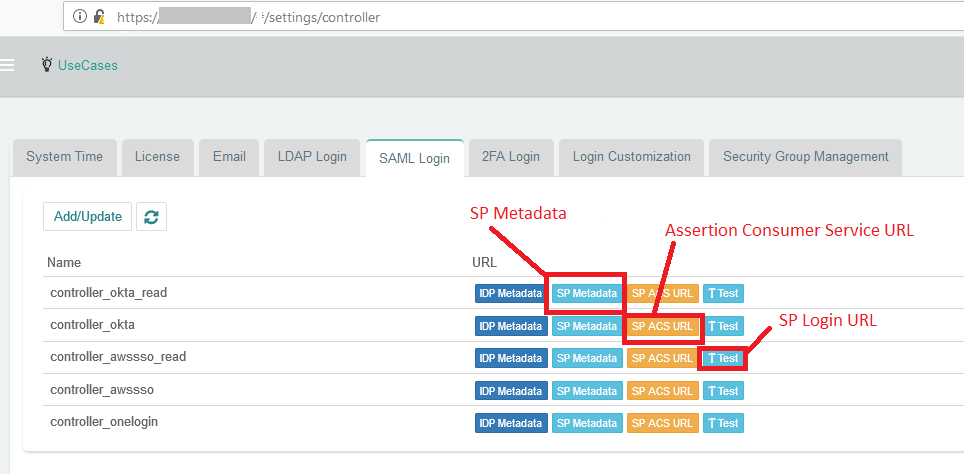 https:// /settings/controller
UseCases
System Time License Email LDAP Login SAML Login 2FA Login Login Customization Security Group Management
Add/Update
SP Metadata
Assertion Consumer Service URL
Name URL
controller_okta_read IDP Metadata SP Metadata SP ACS URL Test
controller_okta IDP Metadata SP Metadata SP ACS URL Test
SP Login URL
controller_awssso_read IDP Metadata SP Metadata SP ACS URL Test
controller_awssso IDP Metadata SP Metadata SP ACS URL Test
controller_onelogin IDP Metadata SP Metadata SP ACS URL Test